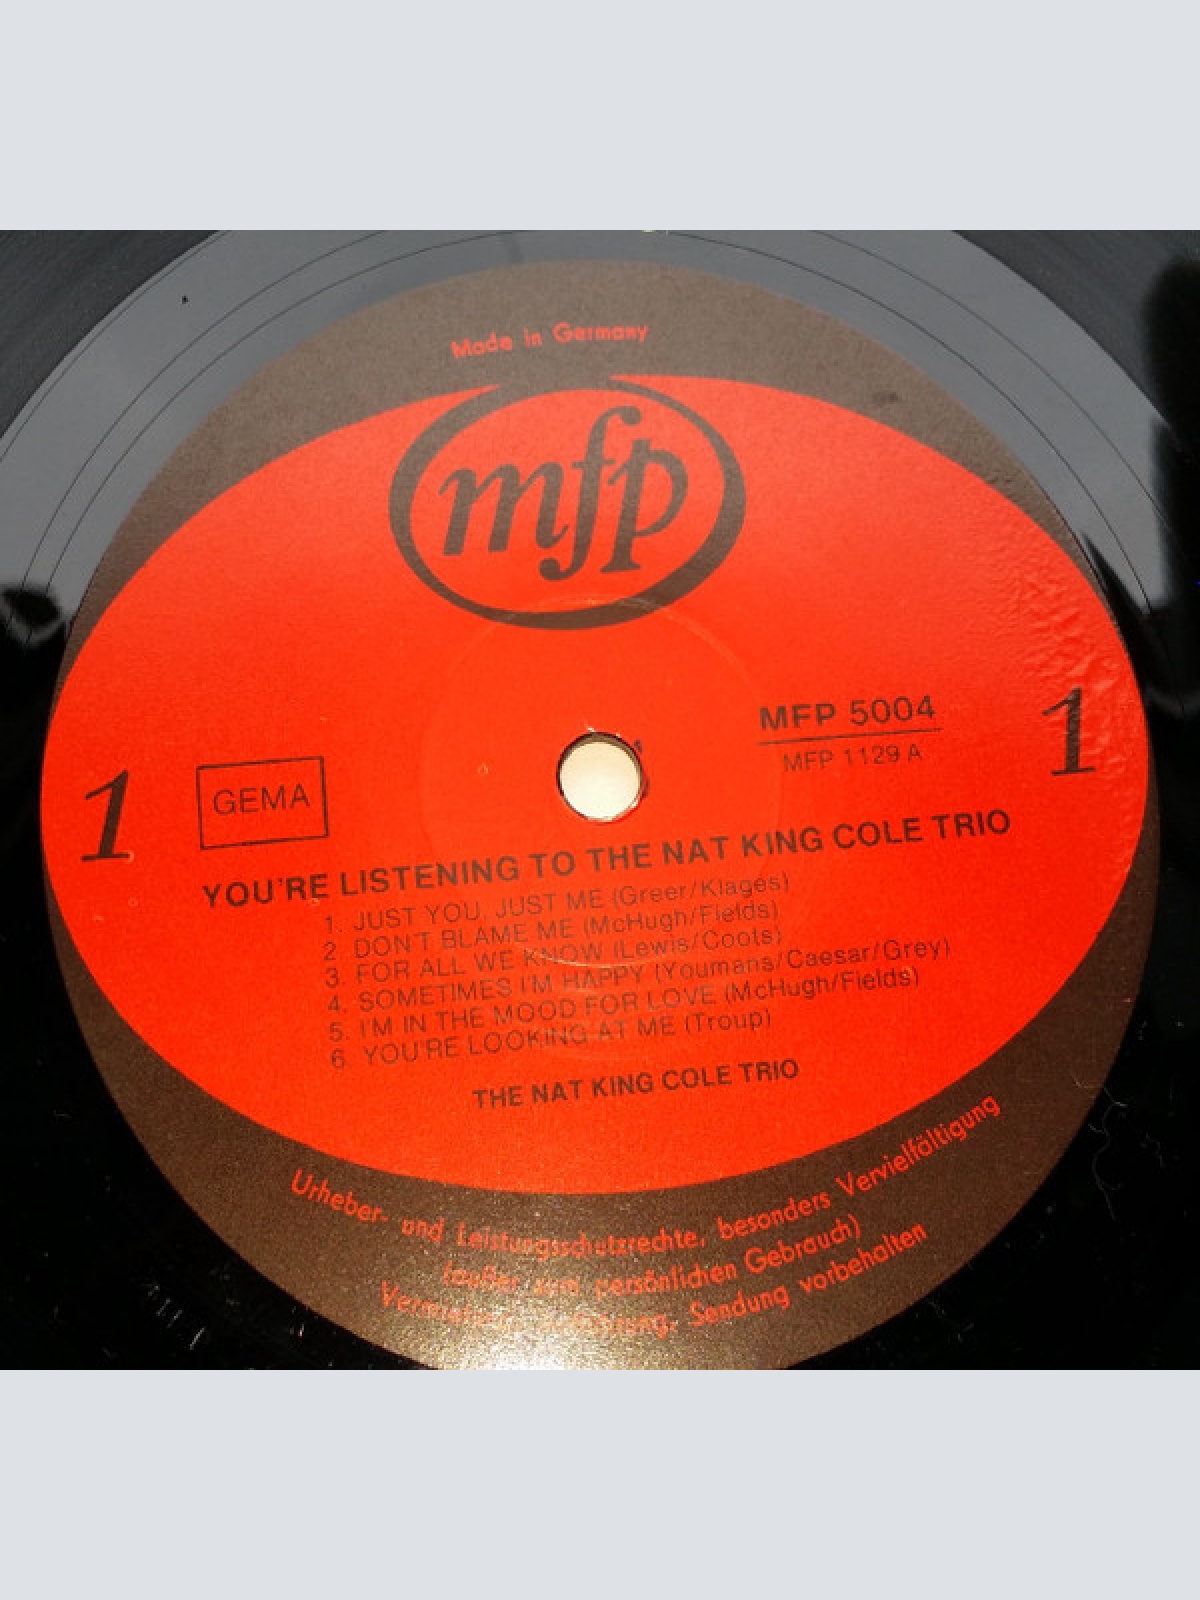 Made in Germany
mfp
MFP 5004
MFP 1129 A
1
1
GEMA
YOU'RE LISTENING TO THE NAT KING COLE TRIO
1. JUST YOU, JUST ME (Greer/Klages)
2 DON'T BLAME ME (McHugh/Fields)
3. FOR ALL WE KNOW (Lewis/Coots)
4. SOMETIMES I'M HAPPY (Youmans/Caesar/Grey)
5. I'M IN THE MOOD FOR LOVE (McHugh/Fields)
6 YOU'RE LOOKING AT ME (Troup)
THE NAT KING COLE TRIO
Urheber- und Leistungsschutzrechte, besonders Vervielfältigung
(außer zum persönlichen Gebrauch)
Sendung vorbehalten